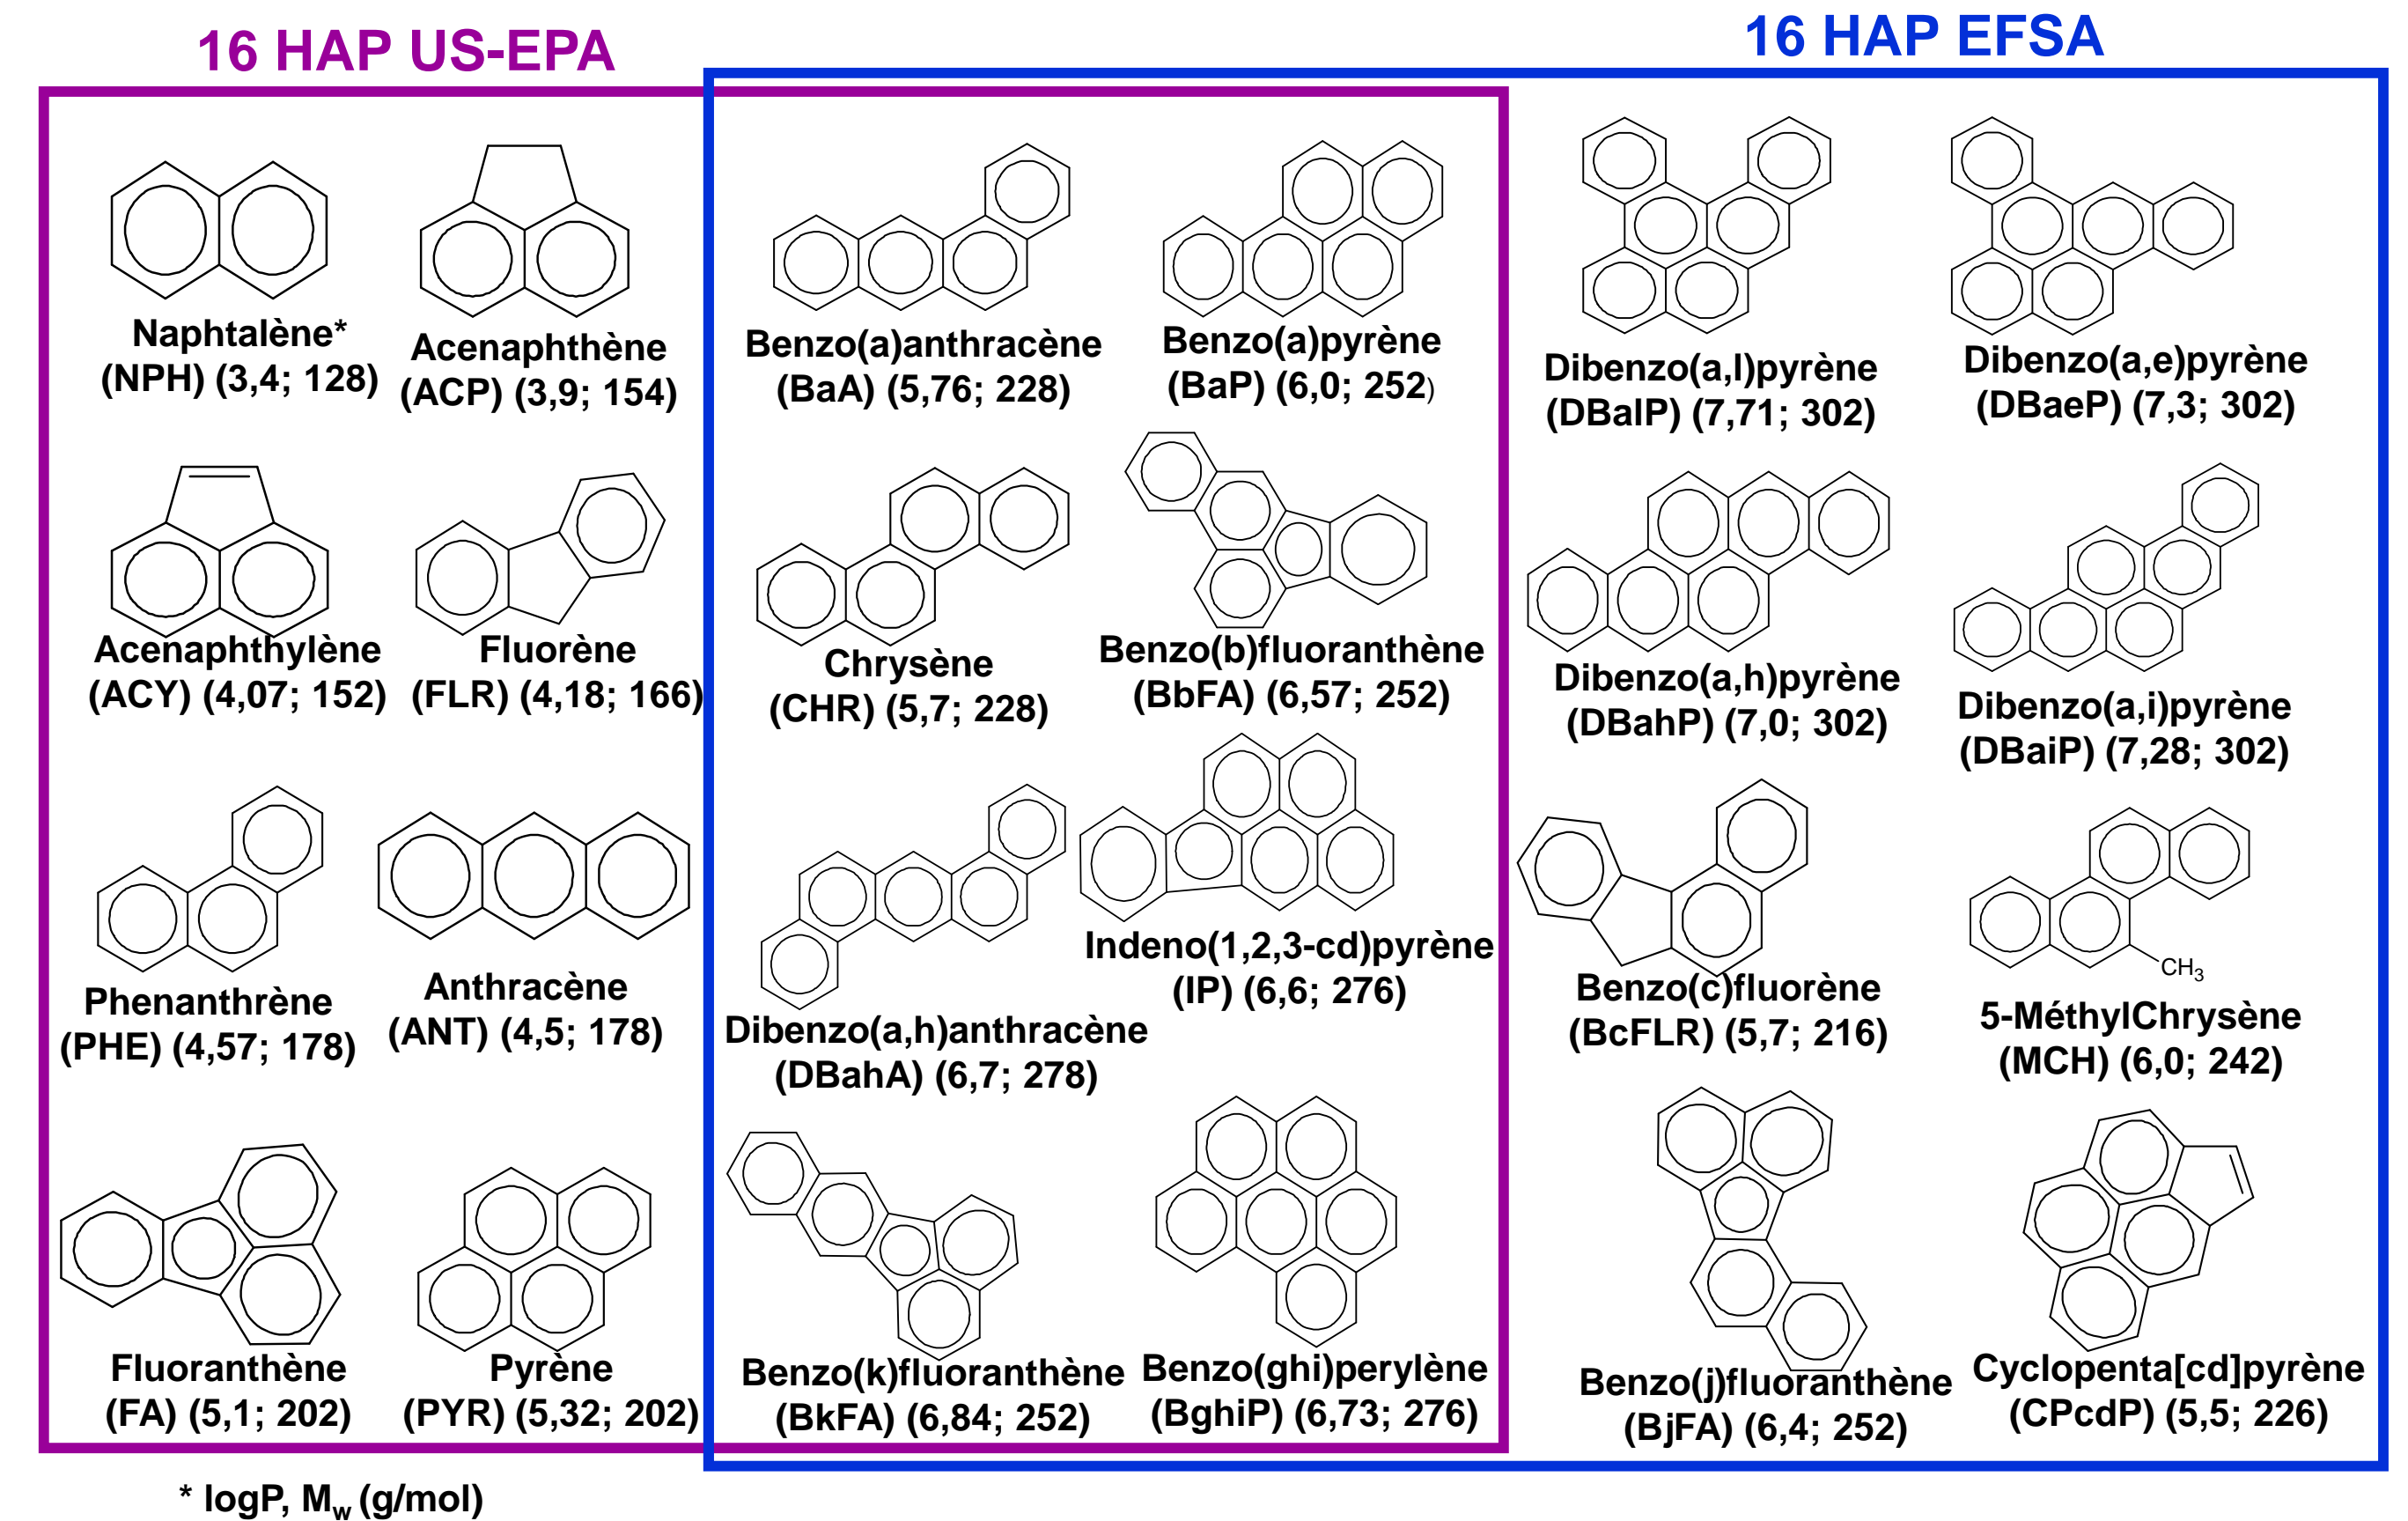 16 HAP US-EPA
16 HAP EFSA
Naphtalène*
(NPH) (3,4; 128)
Acenaphthène
(ACP) (3,9; 154)
Acenaphthylène
(ACY) (4,07; 152)
Fluorène
(FLR) (4,18; 166)
Phenanthrène
(PHE) (4,57; 178)
Anthracène
(ANT) (4,5; 178)
Fluoranthène
(FA) (5,1; 202)
Pyrène
(PYR) (5,32; 202)
Benzo(a)anthracène
(BaA) (5,76; 228)
Benzo(a)pyrène
(BaP) (6,0; 252)
Chrysène
(CHR) (5,7; 228)
Benzo(b)fluoranthène
(BbFA) (6,57; 252)
Dibenzo(a,h)anthracène
(DBahA) (6,7; 278)
Indeno(1,2,3-cd)pyrène
(IP) (6,6; 276)
Benzo(k)fluoranthène
(BkFA) (6,84; 252)
Benzo(ghi)perylène
(BghiP) (6,73; 276)
Dibenzo(a,l)pyrène
(DBalP) (7,71; 302)
Dibenzo(a,e)pyrène
(DBaeP) (7,3; 302)
Dibenzo(a,h)pyrène
(DBahP) (7,0; 302)
Dibenzo(a,i)pyrène
(DBaiP) (7,28; 302)
Benzo(c)fluorène
(BcFLR) (5,7; 216)
CH3
5-MéthylChrysène
(MCH) (6,0; 242)
Benzo(j)fluoranthène
(BjFA) (6,4; 252)
Cyclopenta[cd]pyrène
(CPcdP) (5,5; 226)
* logP, Mw (g/mol)